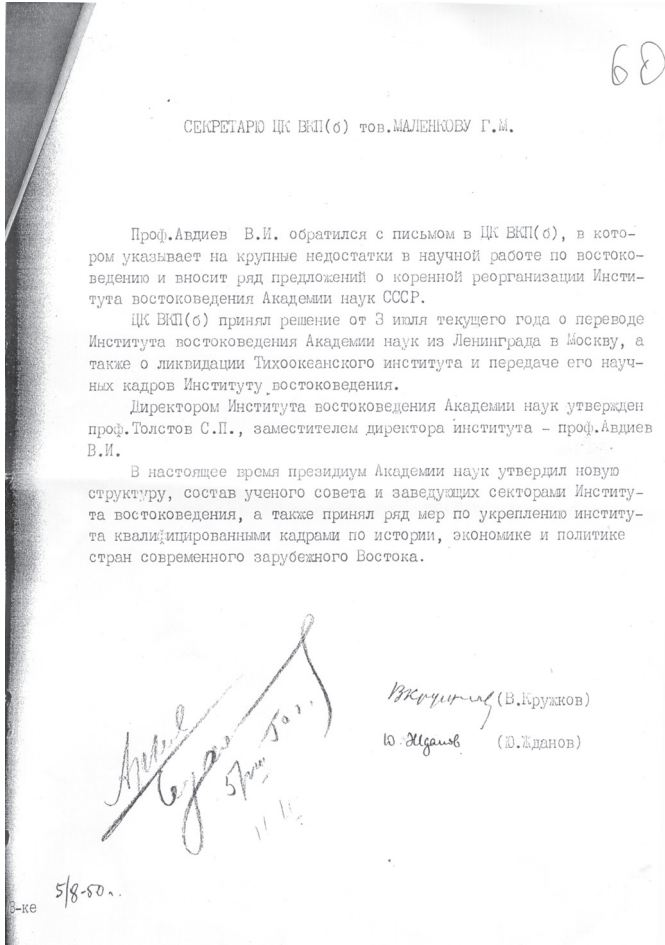 60
СЕКРЕТАРЮ ЦК ВКП(б) тов.МАЛЕНКОВУ Г.М.
Проф.Авдиев В.И. обратился с письмом в ЦК ВКП(б), в кото-
ром указывает на крупные недостатки в научной работе по востоко-
ведению и вносит ряд предложений о коренной реорганизации Инсти-
тута востоковедения Академии наук СССР.
ЦК ВКП(б) принял решение от 3 июля текущего года о переводе
Института востоковедения Академии наук из Ленинграда в Москву, а
также о ликвидации Тихоокеанского института и передаче его науч-
ных кадров Институту востоковедения.
Директором Института востоковедения Академии наук утвержден
проф.Толстов С.П., заместителем директора института - проф.Авдиев
В.И.
В настоящее время президиум Академии наук утвердил новую
структуру, состав ученого совета и заведующих секторами Институ-
та востоковедения, а также принял ряд мер по укреплению институ-
та квалифицированными кадрами по истории, экономике и политике
стран современного зарубежного Востока.
(В.Кружков)
Ю. Жданов (Ю.Жданов)
Архив
5/8-50г.
3-ке